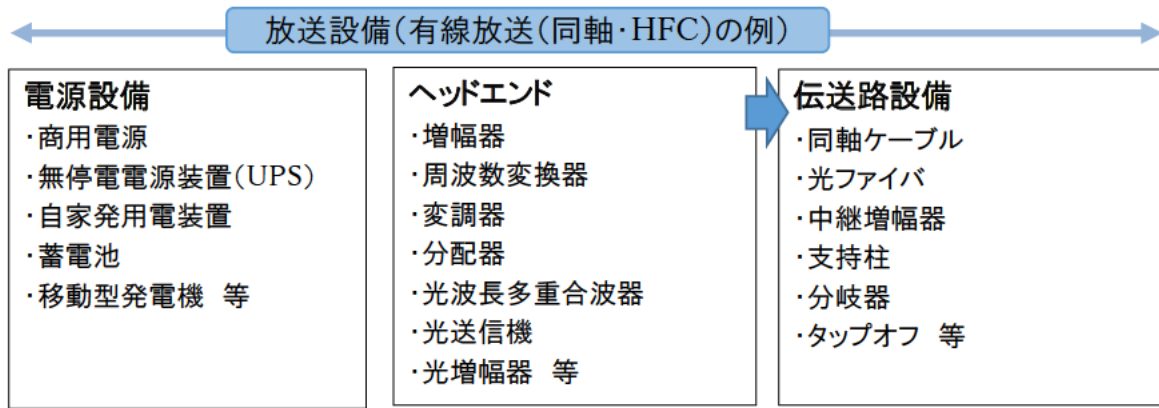 放送設備(有線放送(同軸・HFC)の例)
電源設備
・商用電源
・無停電電源装置(UPS)
・自家発用電装置
・蓄電池
・移動型発電機 等
ヘッドエンド
・増幅器
・周波数変換器
・変調器
・分配器
・光波長多重合波器
・光送信機
・光増幅器 等
伝送路設備
・同軸ケーブル
・光ファイバ
・中継増幅器
・支持柱
・分岐器
・タップオフ 等